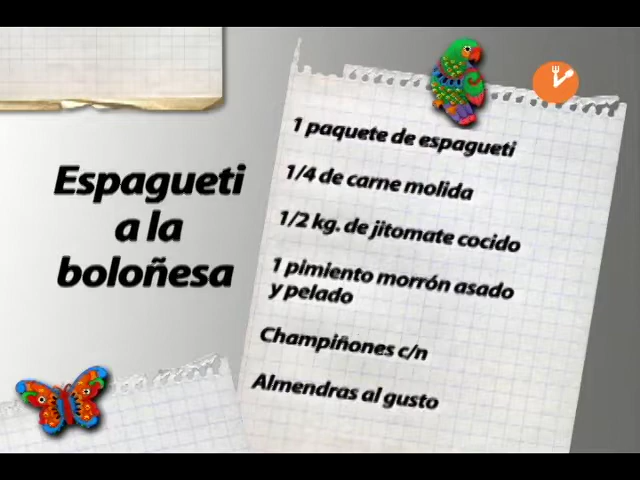 Espagueti
a la
boloñesa
1 paquete de espagueti
1/4 de carne molida
1/2 kg. de jitomate cocido
1 pimiento morrón asado
y pelado
Champiñones c/n
Almendras al gusto